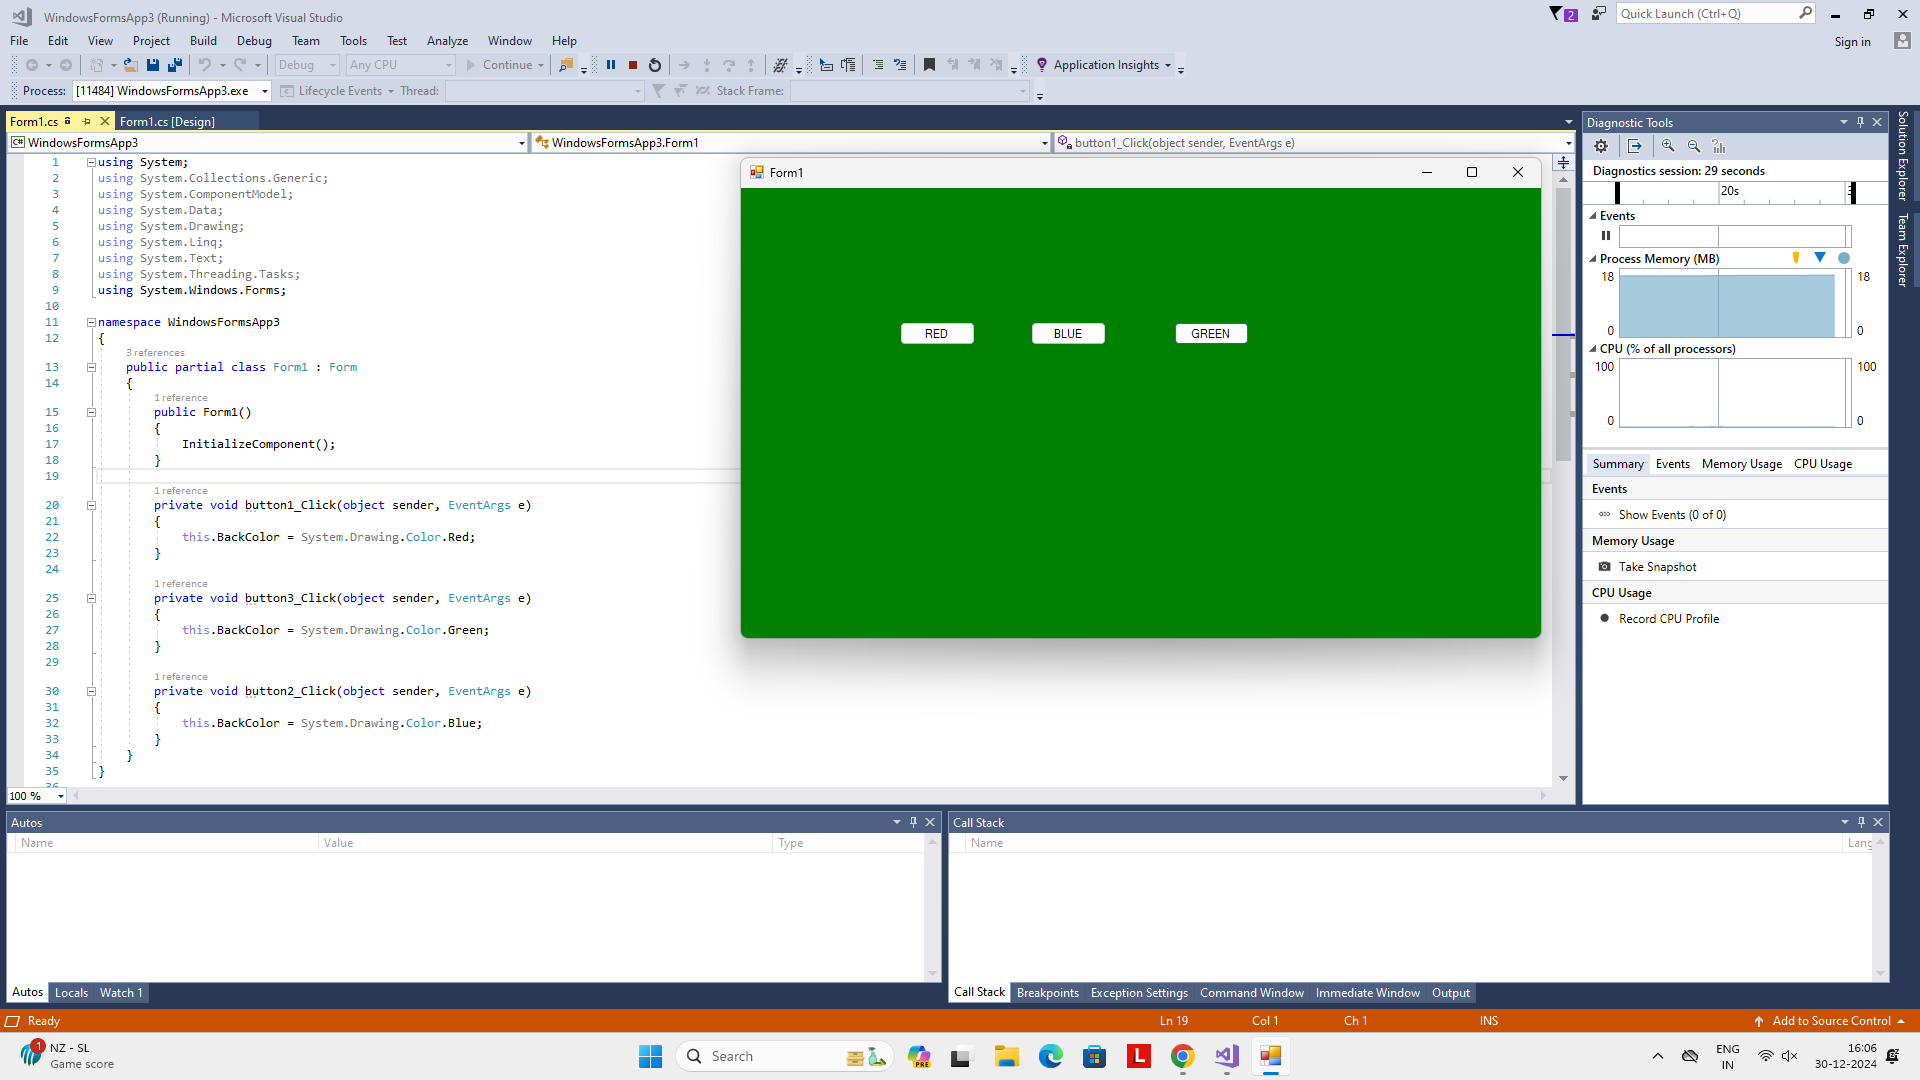 WindowsFormsApp3 (Running) - Microsoft Visual Studio
2
Quick Launch (Ctrl+Q)
File Edit View Project Build Debug Team Tools Test Analyze Window Help
Sign in
Debug Any CPU Continue Application Insights
Process: [11484] WindowsFormsApp3.exe Lifecycle Events Thread: Stack Frame:
Form1.cs Form1.cs [Design]
WindowsFormsApp3 WindowsFormsApp3.Form1 button1_Click(object sender, EventArgs e)
1 using System;
2 using System.Collections.Generic;
3 using System.ComponentModel;
4 using System.Data;
5 using System.Drawing;
6 using System.Linq;
7 using System.Text;
8 using System.Threading.Tasks;
9 using System.Windows.Forms;
10
11 namespace WindowsFormsApp3
12 {
3 references
13 public partial class Form1 : Form
14 {
1 reference
15 public Form1()
16 {
17 InitializeComponent();
18 }
19
1 reference
20 private void button1_Click(object sender, EventArgs e)
21 {
22 this.BackColor = System.Drawing.Color.Red;
23 }
24
1 reference
25 private void button3_Click(object sender, EventArgs e)
26 {
27 this.BackColor = System.Drawing.Color.Green;
28 }
29
1 reference
30 private void button2_Click(object sender, EventArgs e)
31 {
32 this.BackColor = System.Drawing.Color.Blue;
33 }
34 }
35 }
100 %
Form1
RED BLUE GREEN
Diagnostic Tools
Diagnostics session: 29 seconds
20s
Events
Process Memory (MB)
18 18
0 0
CPU (% of all processors)
100 100
0 0
Summary Events Memory Usage CPU Usage
Events
Show Events (0 of 0)
Memory Usage
Take Snapshot
CPU Usage
Record CPU Profile
Solution Explorer
Team Explorer
Autos
Name Value Type
Autos Locals Watch 1
Call Stack
Name Lang
Call Stack Breakpoints Exception Settings Command Window Immediate Window Output
Ready Ln 19 Col 1 Ch 1 INS Add to Source Control
1
NZ - SL
Game score
Search
PRE
L
ENG
IN
16:06
30-12-2024